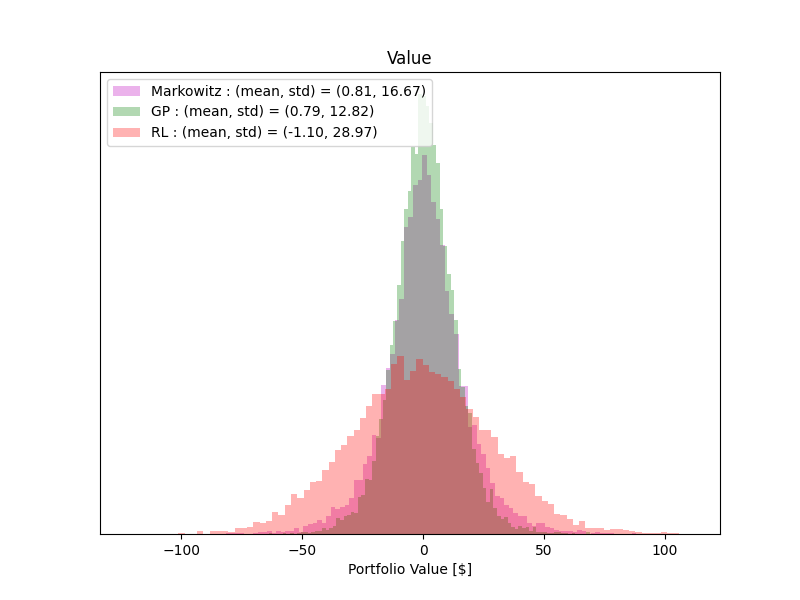 Value
Markowitz : (mean, std) = (0.81, 16.67)
GP : (mean, std) = (0.79, 12.82)
RL : (mean, std) = (-1.10, 28.97)
−100 −50 0 50 100
Portfolio Value [$]